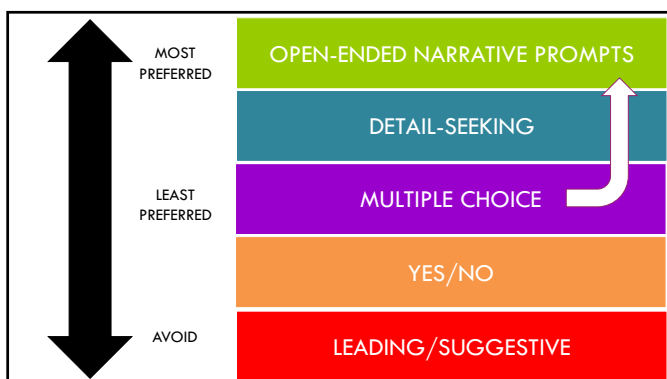 MOST
PREFERRED
OPEN-ENDED NARRATIVE PROMPTS
DETAIL-SEEKING
LEAST
PREFERRED
MULTIPLE CHOICE
YES/NO
AVOID
LEADING/SUGGESTIVE